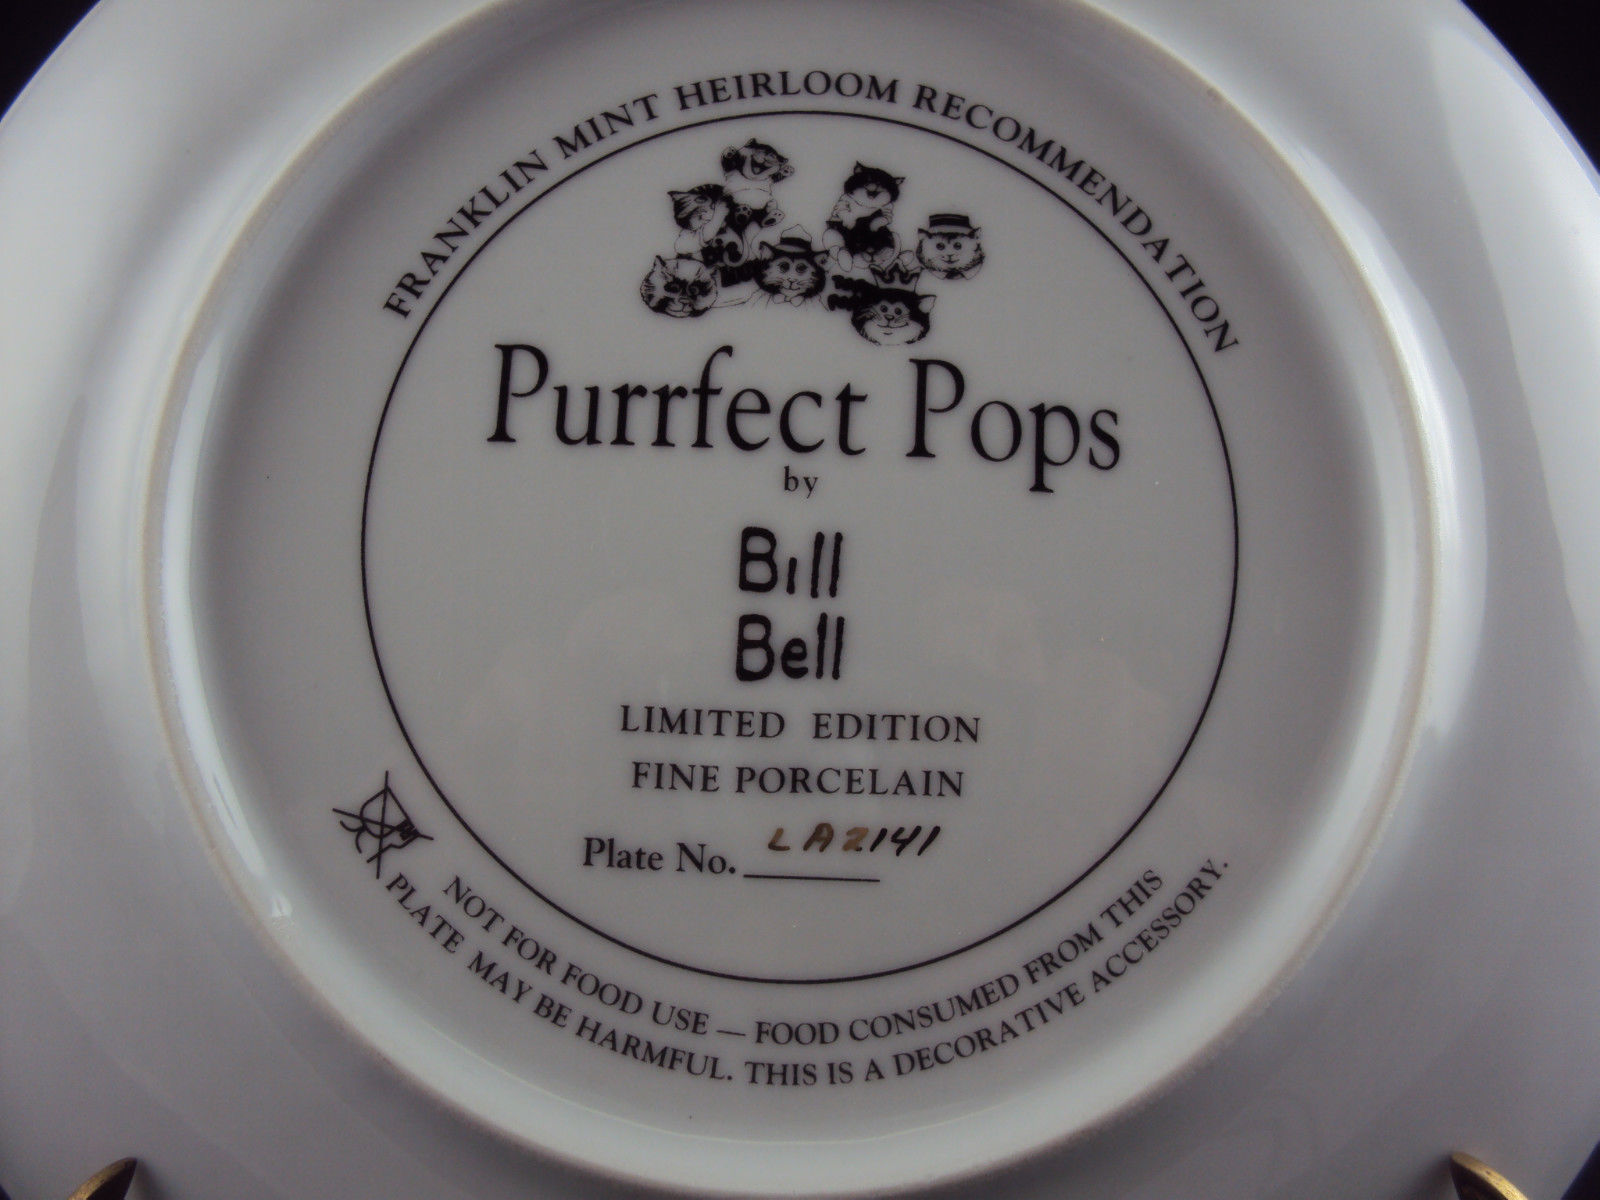 FRANKLIN MINT HEIRLOOM RECOMMENDATION
Purrfect Pops
by
Bill
Bell
LIMITED EDITION
FINE PORCELAIN
Plate No. LA2141
NOT FOR FOOD USE — FOOD CONSUMED FROM THIS
PLATE MAY BE HARMFUL. THIS IS A DECORATIVE ACCESSORY.